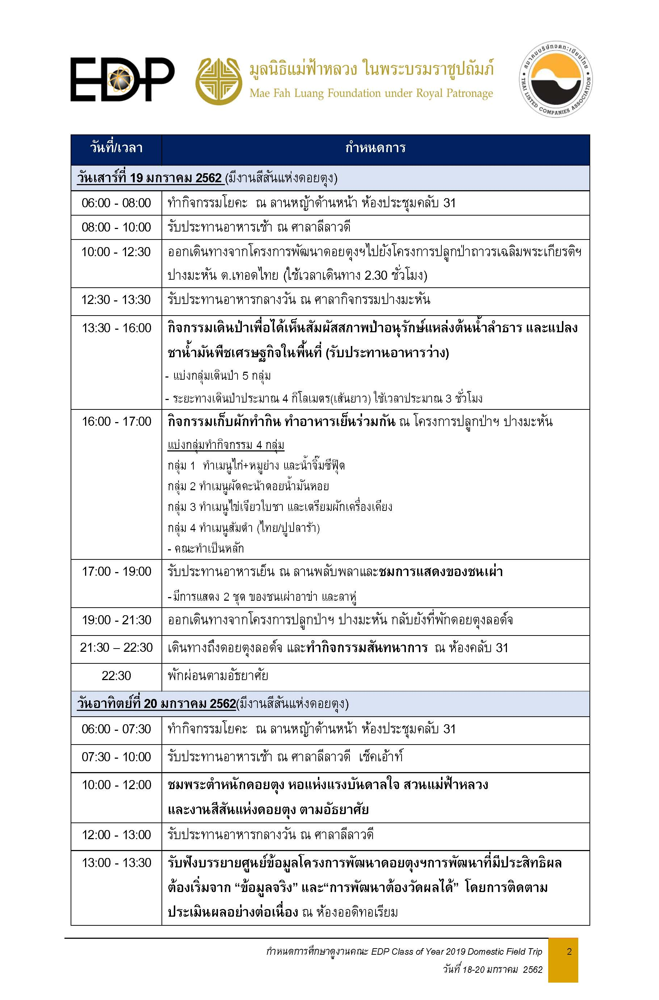 EDP
มูลนิธิแม่ฟ้าหลวง ในพระบรมราชูปถัมภ์
Mae Fah Luang Foundation under Royal Patronage
สมาคมบริษัทจดทะเบียนไทย
THAI LISTED COMPANIES ASSOCIATION
วันที่/เวลา กำหนดการ
วันเสาร์ที่ 19 มกราคม 2562 (มีงานสีสันแห่งดอยตุง)
06:00 - 08:00 ทำกิจกรรมโยคะ ณ ลานหญ้าด้านหน้า ห้องประชุมคลับ 31
08:00 - 10:00 รับประทานอาหารเช้า ณ ศาลาลีลาวดี
10:00 - 12:30 ออกเดินทางจากโครงการพัฒนาดอยตุงฯไปยังโครงการปลูกป่าถาวรเฉลิมพระเกียรติฯ
ปางมะหัน ต.เทอดไทย (ใช้เวลาเดินทาง 2.30 ชั่วโมง)
12:30 - 13:30 รับประทานอาหารกลางวัน ณ ศาลากิจกรรมปางมะหัน
13:30 - 16:00 กิจกรรมเดินป่าเพื่อได้เห็นสัมผัสสภาพป่าอนุรักษ์แหล่งต้นน้ำลำธาร และแปลง
ชาน้ำมันพืชเศรษฐกิจในพื้นที่ (รับประทานอาหารว่าง)
- แบ่งกลุ่มเดินป่า 5 กลุ่ม
- ระยะทางเดินป่าประมาณ 4 กิโลเมตร(เส้นยาว) ใช้เวลาประมาณ 3 ชั่วโมง
16:00 - 17:00 กิจกรรมเก็บผักทำกิน ทำอาหารเย็นร่วมกัน ณ โครงการปลูกป่าฯ ปางมะหัน
แบ่งกลุ่มทำกิจกรรม 4 กลุ่ม
กลุ่ม 1 ทำเมนูไก่+หมูย่าง และน้ำจิ๊มซีฟุ๊ด
กลุ่ม 2 ทำเมนูผัดคะน้าดอยน้ำมันหอย
กลุ่ม 3 ทำเมนูไข่เจียวใบชา และเตรียมผักเครื่องเคียง
กลุ่ม 4 ทำเมนูส้มตำ (ไทย/ปูปลาร้า)
- คณะทำเป็นหลัก
17:00 - 19:00 รับประทานอาหารเย็น ณ ลานพลับพลาและชมการแสดงของชนเผ่า
- มีการแสดง 2 ชุด ของชนเผ่าอาข่า และลาหู่
19:00 - 21:30 ออกเดินทางจากโครงการปลูกป่าฯ ปางมะหัน กลับยังที่พักดอยตุงลอด์จ
21:30 – 22:30 เดินทางถึงดอยตุงลอด์จ และทำกิจกรรมสันทนาการ ณ ห้องคลับ 31
22:30 พักผ่อนตามอัธยาศัย
วันอาทิตย์ที่ 20 มกราคม 2562(มีงานสีสันแห่งดอยตุง)
06:00 - 07:30 ทำกิจกรรมโยคะ ณ ลานหญ้าด้านหน้า ห้องประชุมคลับ 31
07:30 - 10:00 รับประทานอาหารเช้า ณ ศาลาลีลาวดี เช็คเอ้าท์
10:00 - 12:00 ชมพระตำหนักดอยตุง หอแห่งแรงบันดาลใจ สวนแม่ฟ้าหลวง
และงานสีสันแห่งดอยตุง ตามอัธยาศัย
12:00 - 13:00 รับประทานอาหารกลางวัน ณ ศาลาลีลาวดี
13:00 - 13:30 รับฟังบรรยายศูนย์ข้อมูลโครงการพัฒนาดอยตุงฯการพัฒนาที่มีประสิทธิผล
ต้องเริ่มจาก “ข้อมูลจริง” และ“การพัฒนาต้องวัดผลได้” โดยการติดตาม
ประเมินผลอย่างต่อเนื่อง ณ ห้องออดิทอเรียม
กำหนดการศึกษาดูงานคณะ EDP Class of Year 2019 Domestic Field Trip 2
วันที่ 18-20 มกราคม 2562